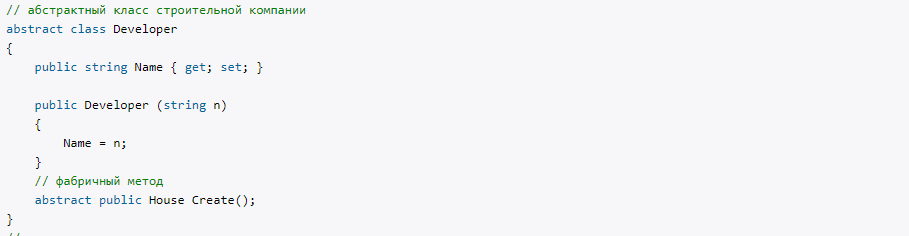 // абстрактный класс строительной компании
abstract class Developer
{
    public string Name { get; set; }

    public Developer (string n)
    {
        Name = n;
    }
    // фабричный метод
    abstract public House Create();
}
//